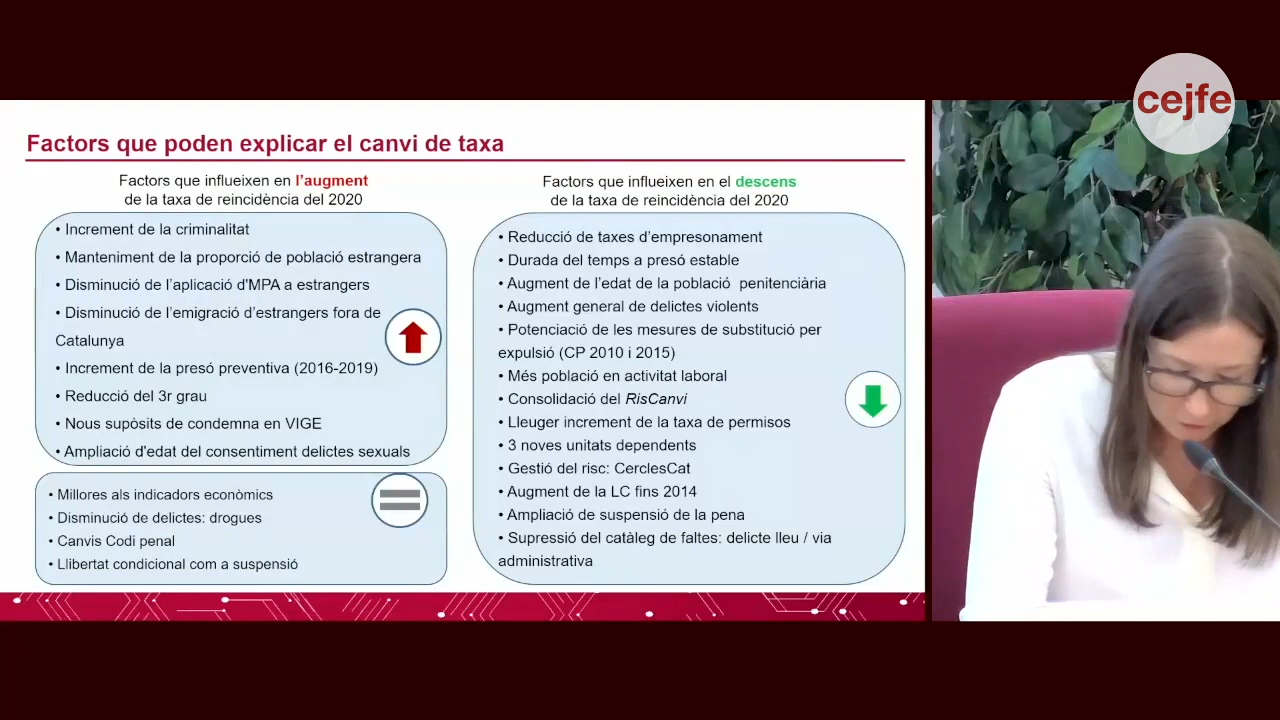 cejfe
Factors que poden explicar el canvi de taxa
Factors que influeixen en l'augment
de la taxa de reincidència del 2020
• Increment de la criminalitat
• Manteniment de la proporció de població estrangera
• Disminució de l'aplicació d'MPA a estrangers
• Disminució de l'emigració d'estrangers fora de
Catalunya
• Increment de la presó preventiva (2016-2019)
• Reducció del 3r grau
• Nous supòsits de condemna en VIGE
• Ampliació d'edat del consentiment delictes sexuals
• Millores als indicadors econòmics
• Disminució de delictes: drogues
• Canvis Codi penal
• Llibertat condicional com a suspensió
Factors que influeixen en el descens
de la taxa de reincidència del 2020
• Reducció de taxes d'empresonament
• Durada del temps a presó estable
• Augment de l'edat de la població penitenciària
• Augment general de delictes violents
• Potenciació de les mesures de substitució per
expulsió (CP 2010 i 2015)
• Més població en activitat laboral
• Consolidació del RisCanvi
• Lleuger increment de la taxa de permisos
• 3 noves unitats dependents
• Gestió del risc: CerclesCat
• Augment de la LC fins 2014
• Ampliació de suspensió de la pena
• Supressió del catàleg de faltes: delicte lleu / via
administrativa